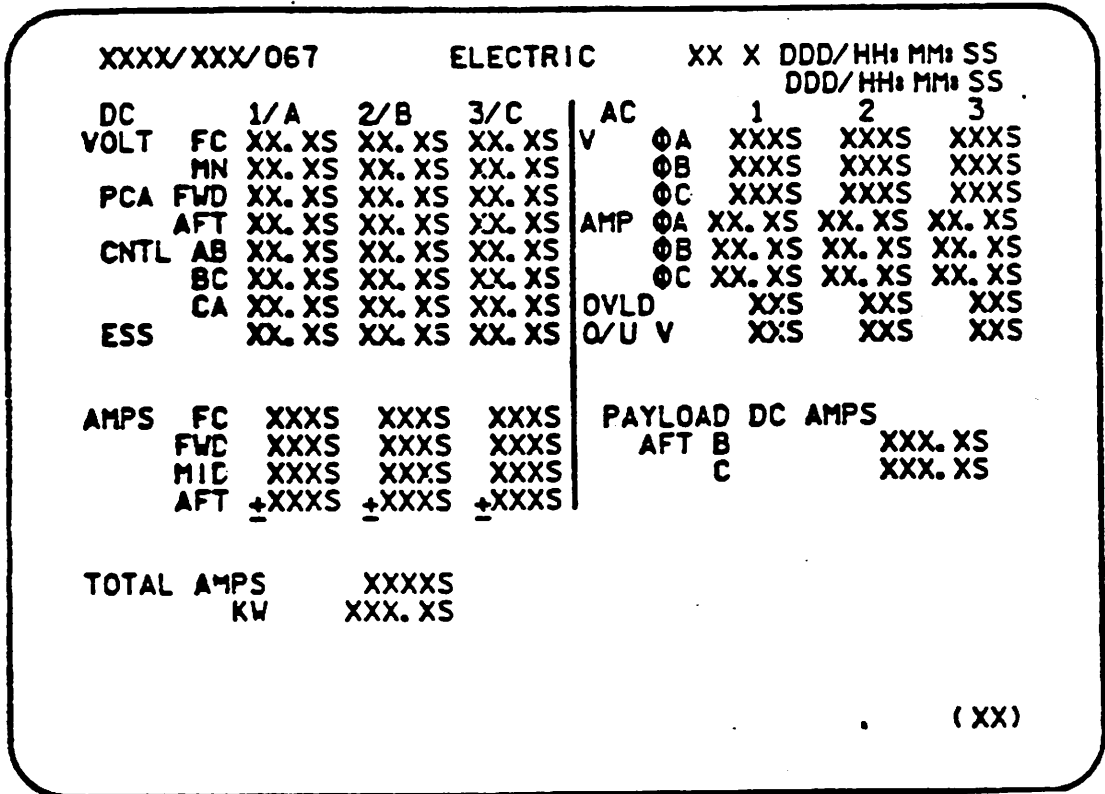 XXXX/XXX/067 ELECTRIC XX X DDD/HH:MM:SS
DDD/HH:MM:SS
DC 1/A 2/B 3/C AC 1 2 3
VOLT FC XX.XS XX.XS XX.XS V ΦA XXXS XXXS XXXS
MN XX.XS XX.XS XX.XS ΦB XXXS XXXS XXXS
PCA FWD XX.XS XX.XS XX.XS ΦC XXXS XXXS XXXS
AFT XX.XS XX.XS XX.XS AMP ΦA XX.XS XX.XS XX.XS
CNTL AB XX.XS XX.XS XX.XS ΦB XX.XS XX.XS XX.XS
BC XX.XS XX.XS XX.XS ΦC XX.XS XX.XS XX.XS
CA XX.XS XX.XS XX.XS OVLD XXS XXS XXS
ESS XX.XS XX.XS XX.XS O/U V XXS XXS XXS
AMPS FC XXXS XXXS XXXS PAYLOAD DC AMPS
FWD XXXS XXXS XXXS AFT B XXX.XS
MID XXXS XXXS XXXS C XXX.XS
AFT ±XXXS ±XXXS ±XXXS
TOTAL AMPS XXXXS
KW XXX.XS
(XX)